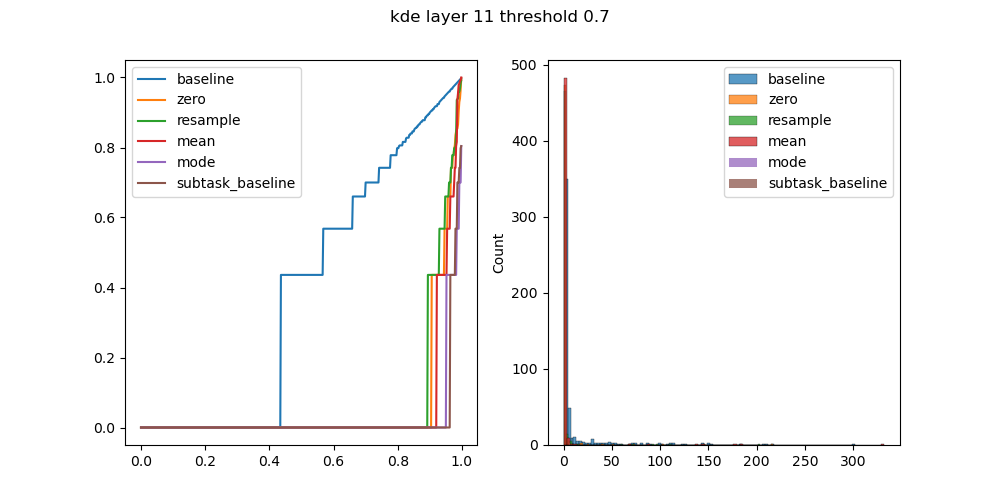 kde layer 11 threshold 0.7
1.0
0.8
0.6
0.4
0.2
0.0
0.0 0.2 0.4 0.6 0.8 1.0
baseline
zero
resample
mean
mode
subtask_baseline
Count
500
400
300
200
100
0
0 50 100 150 200 250 300
baseline
zero
resample
mean
mode
subtask_baseline